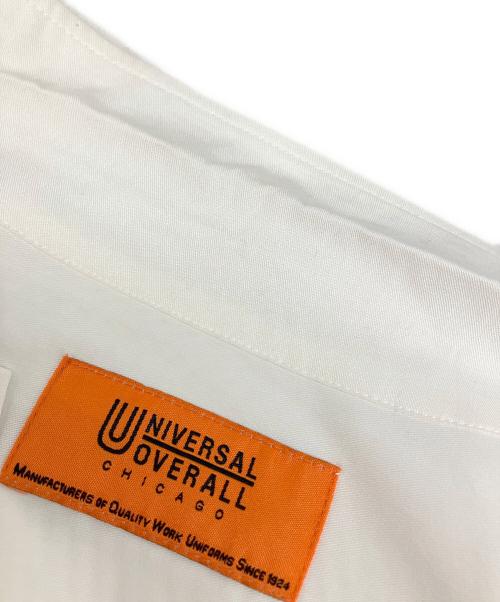 UNIVERSAL
OVERALL
CHICAGO
MANUFACTURERS OF QUALITY WORK UNIFORMS SINCE 1924